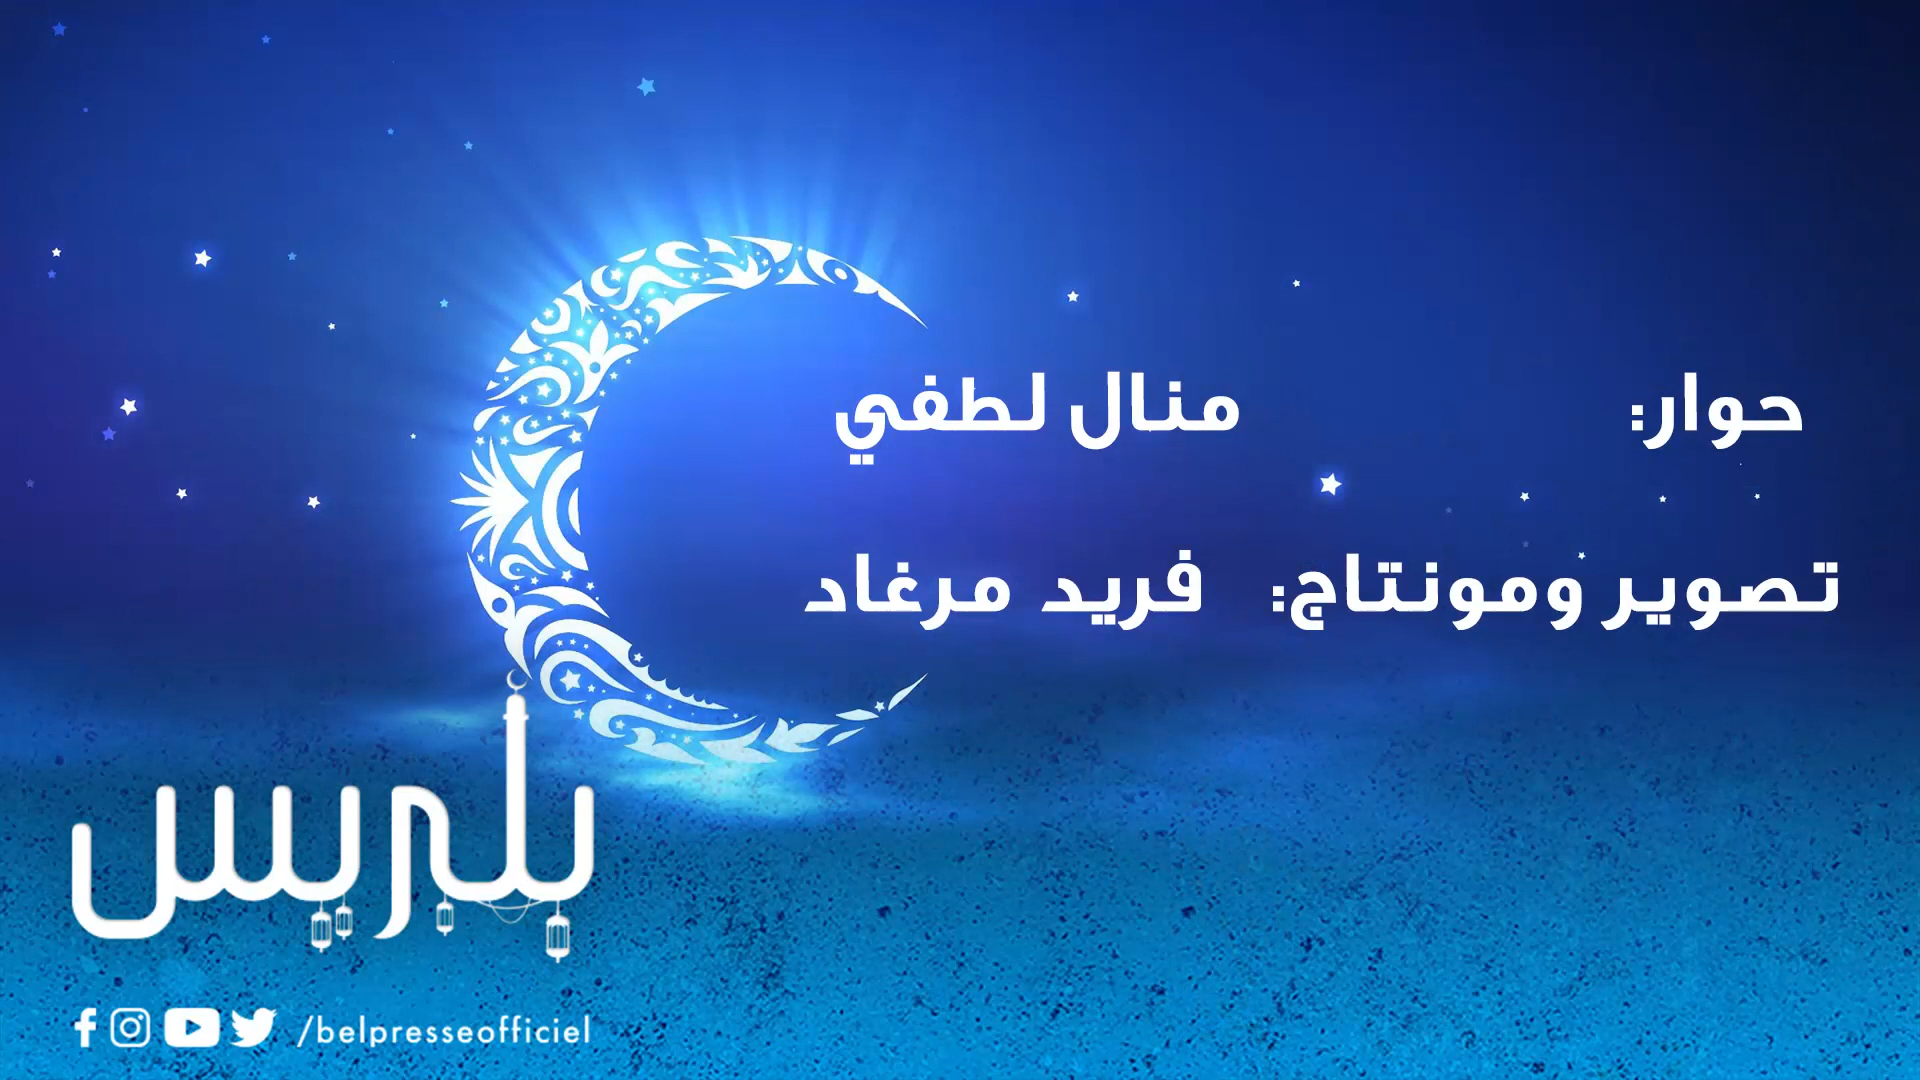 حوار: منال لطفي
تصوير ومونتاج: فريد مرغاد
بلبريس
/belpresseofficiel